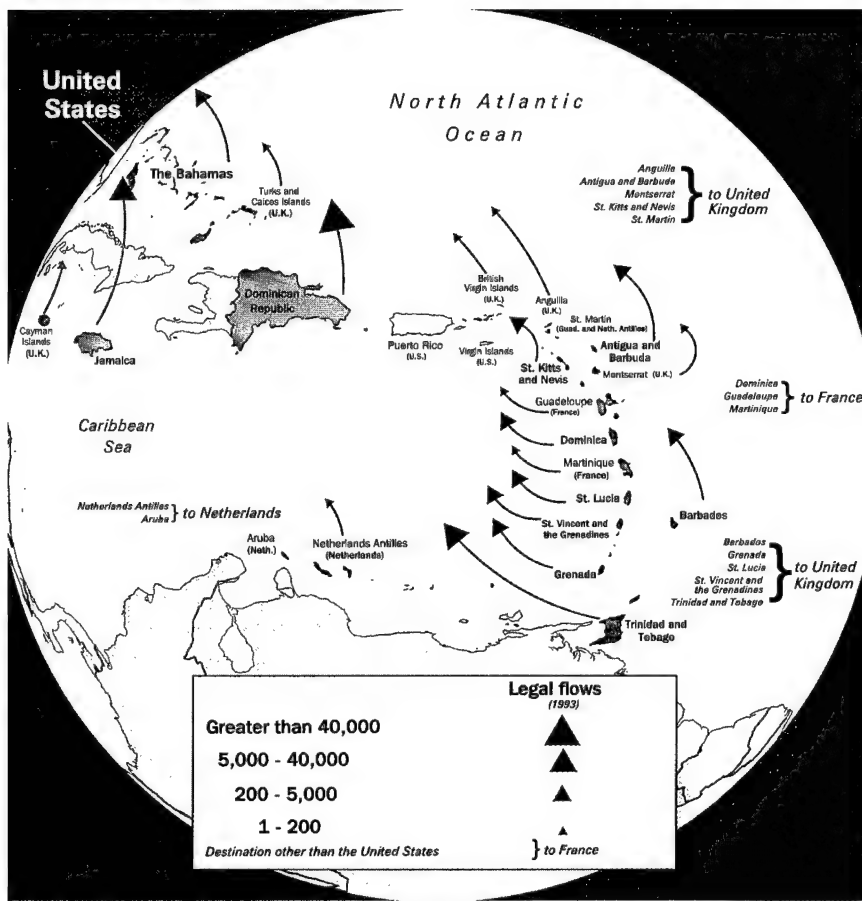 United
States
North Atlantic
Ocean
The Bahamas
Turks and
Caicos Islands
(U.K.)
Anguilla
Antigua and Barbuda
Montserrat
St. Kitts and Nevis
St. Martin
} to United
Kingdom
Cayman
Islands
(U.K.)
Jamaica
Dominican
Republic
Puerto Rico
(U.S.)
British
Virgin Islands
(U.K.)
Virgin Islands
(U.S.)
Anguilla
(U.K.)
St. Martin
(Guad. and Neth. Antilles)
Antigua and
Barbuda
St. Kitts
and Nevis
Montserrat (U.K.)
Guadeloupe
(France)
Dominica
Guadeloupe
Martinique
} to France
Caribbean
Sea
Dominica
Martinique
(France)
St. Lucia
Netherlands Antilles
Aruba
} to Netherlands
St. Vincent and
the Grenadines
Barbados
Aruba
(Neth.)
Netherlands Antilles
(Netherlands)
Grenada
Barbados
Grenada
St. Lucia
St. Vincent and
the Grenadines
Trinidad and Tobago
} to United
Kingdom
Trinidad and
Tobago
Legal flows
(1993)
Greater than 40,000
5,000 - 40,000
200 - 5,000
1 - 200
Destination other than the United States } to France